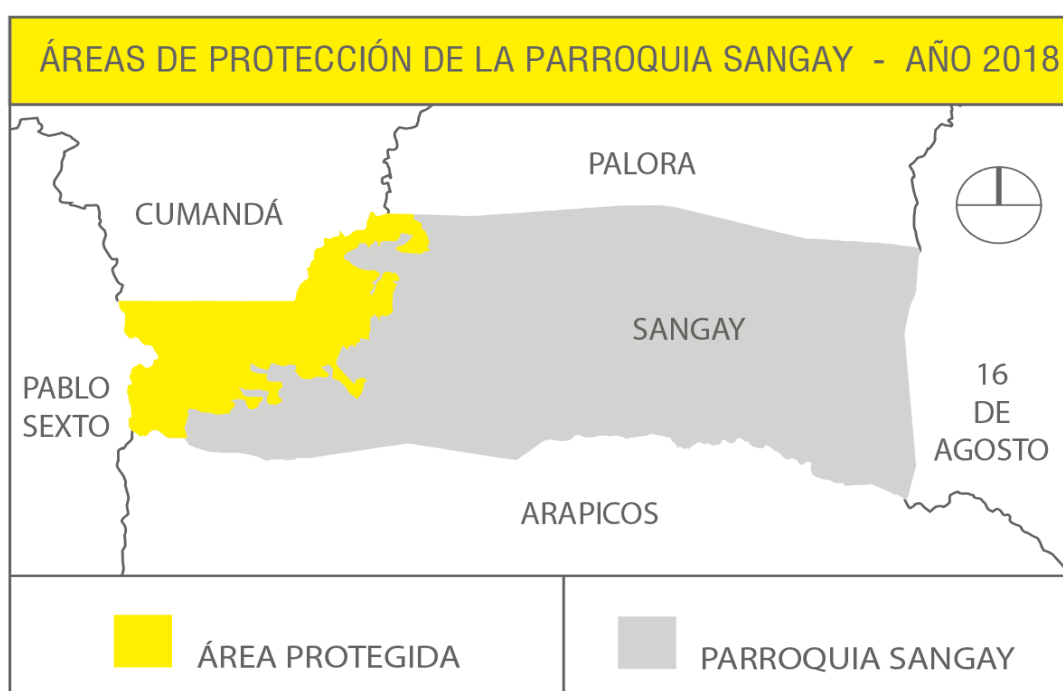 ÁREAS DE PROTECCIÓN DE LA PARROQUIA SANGAY - AÑO 2018
PALORA
CUMANDÁ
SANGAY
PABLO
SEXTO
16
DE
AGOSTO
ARAPICOS
ÁREA PROTEGIDA
PARROQUIA SANGAY